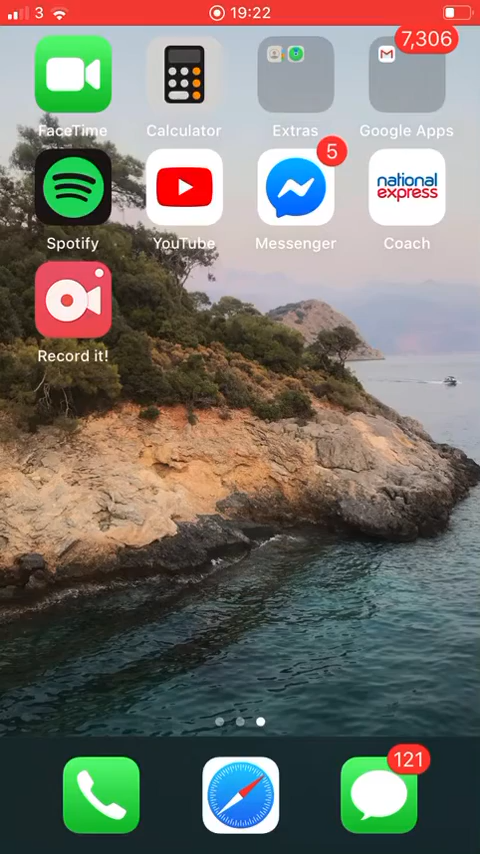 3 19:22
7,306
FaceTime Calculator Extras Google Apps
5
national
express
Spotify YouTube Messenger Coach
Record it!
121